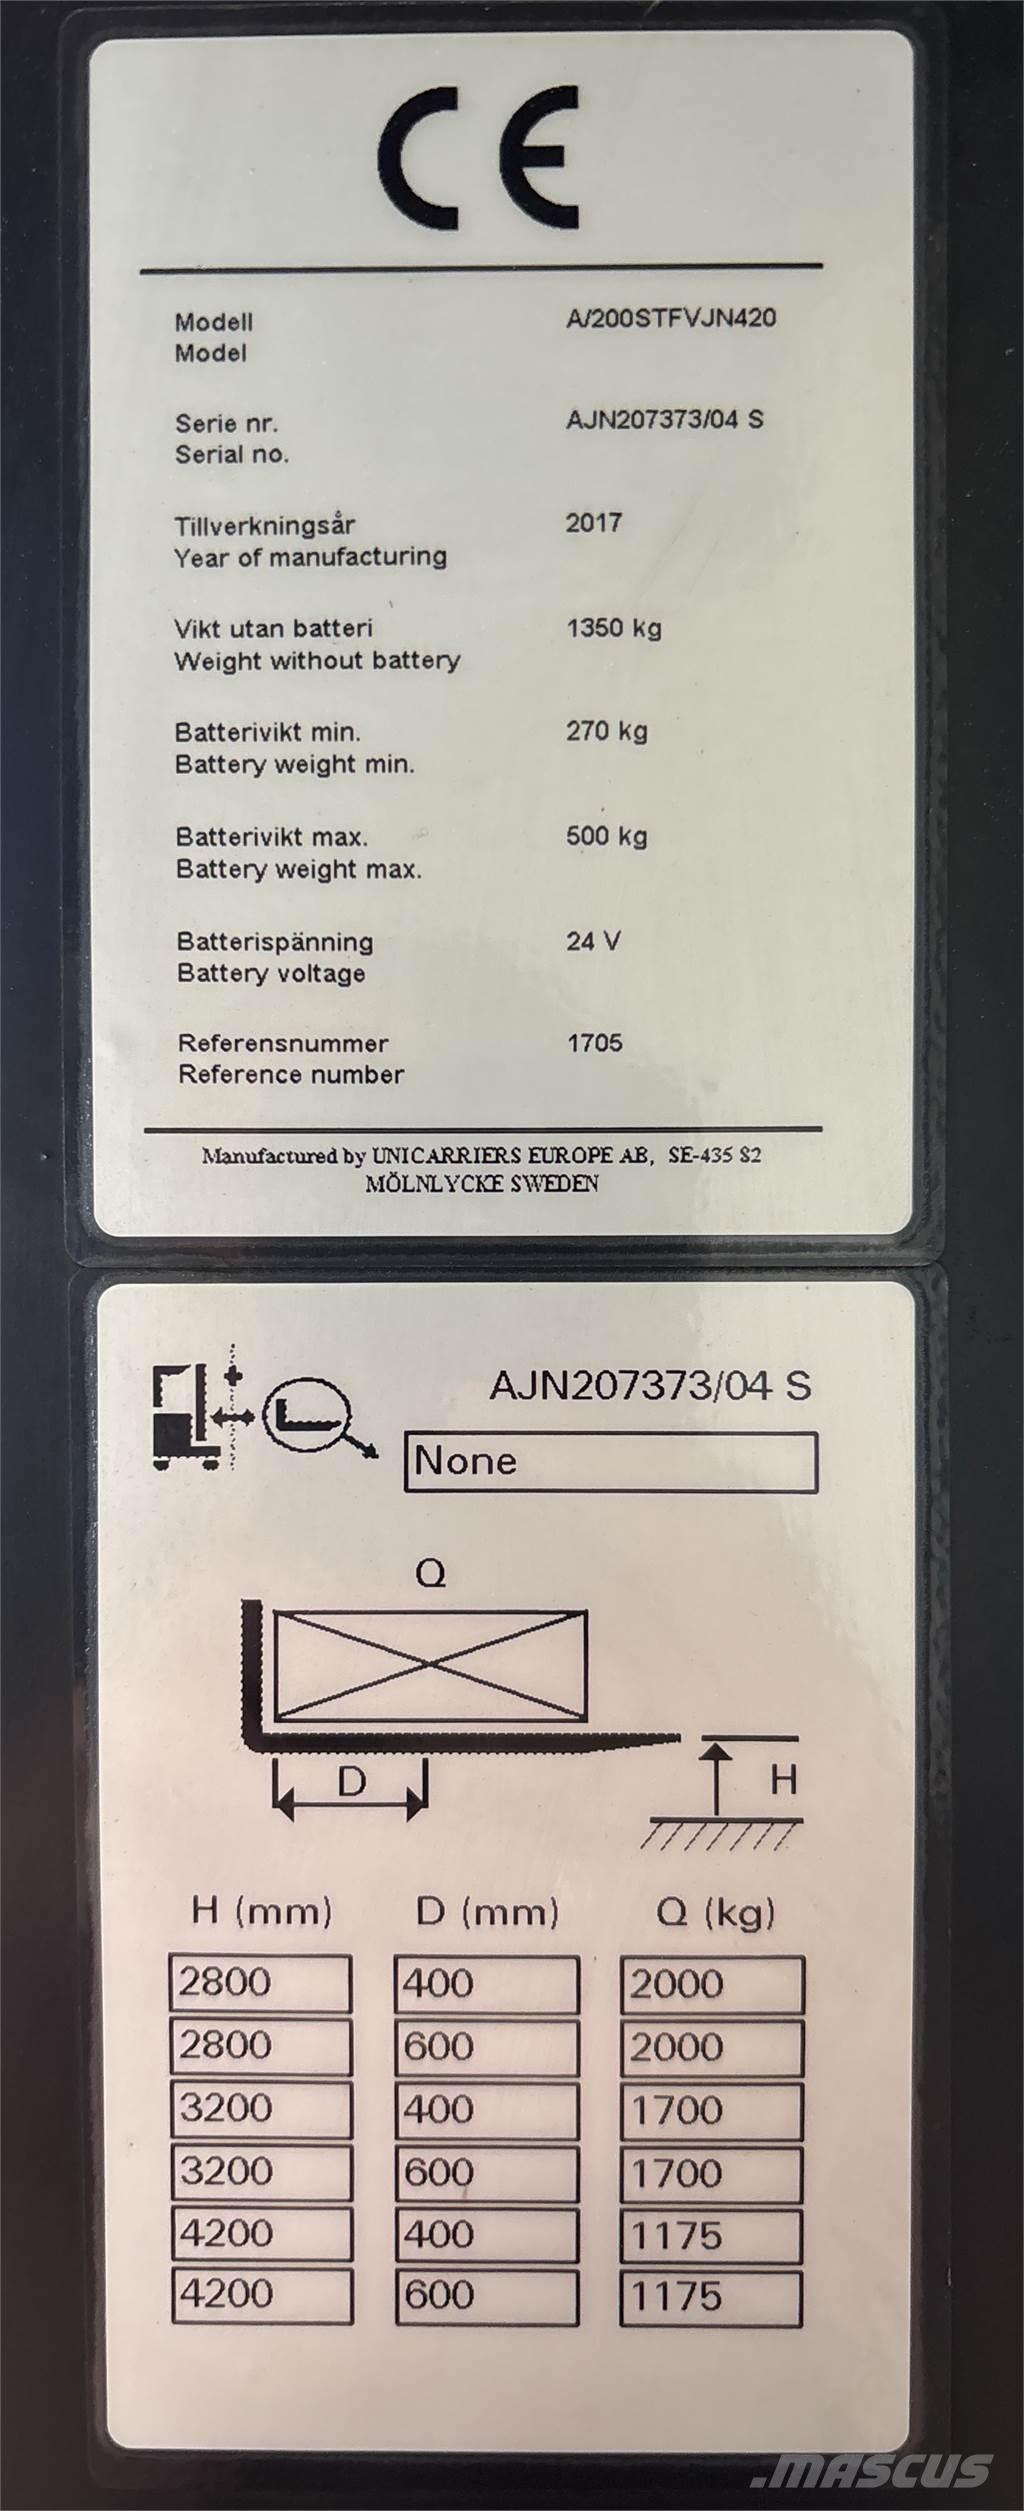 CE
Modell A/200STFVJN420
Model
Serie nr. AJN207373/04 S
Serial no.
Tillverkningsår 2017
Year of manufacturing
Vikt utan batteri 1350 kg
Weight without battery
Batterivikt min. 270 kg
Battery weight min.
Batterivikt max. 500 kg
Battery weight max.
Batterispänning 24 V
Battery voltage
Referensnummer 1705
Reference number
Manufactured by UNICARRIERS EUROPE AB, SE-435 82
MÖLNLYCKE SWEDEN
AJN207373/04 S
None
Q
D
H
H (mm) D (mm) Q (kg)
2800 400 2000
2800 600 2000
3200 400 1700
3200 600 1700
4200 400 1175
4200 600 1175
.MASCUS